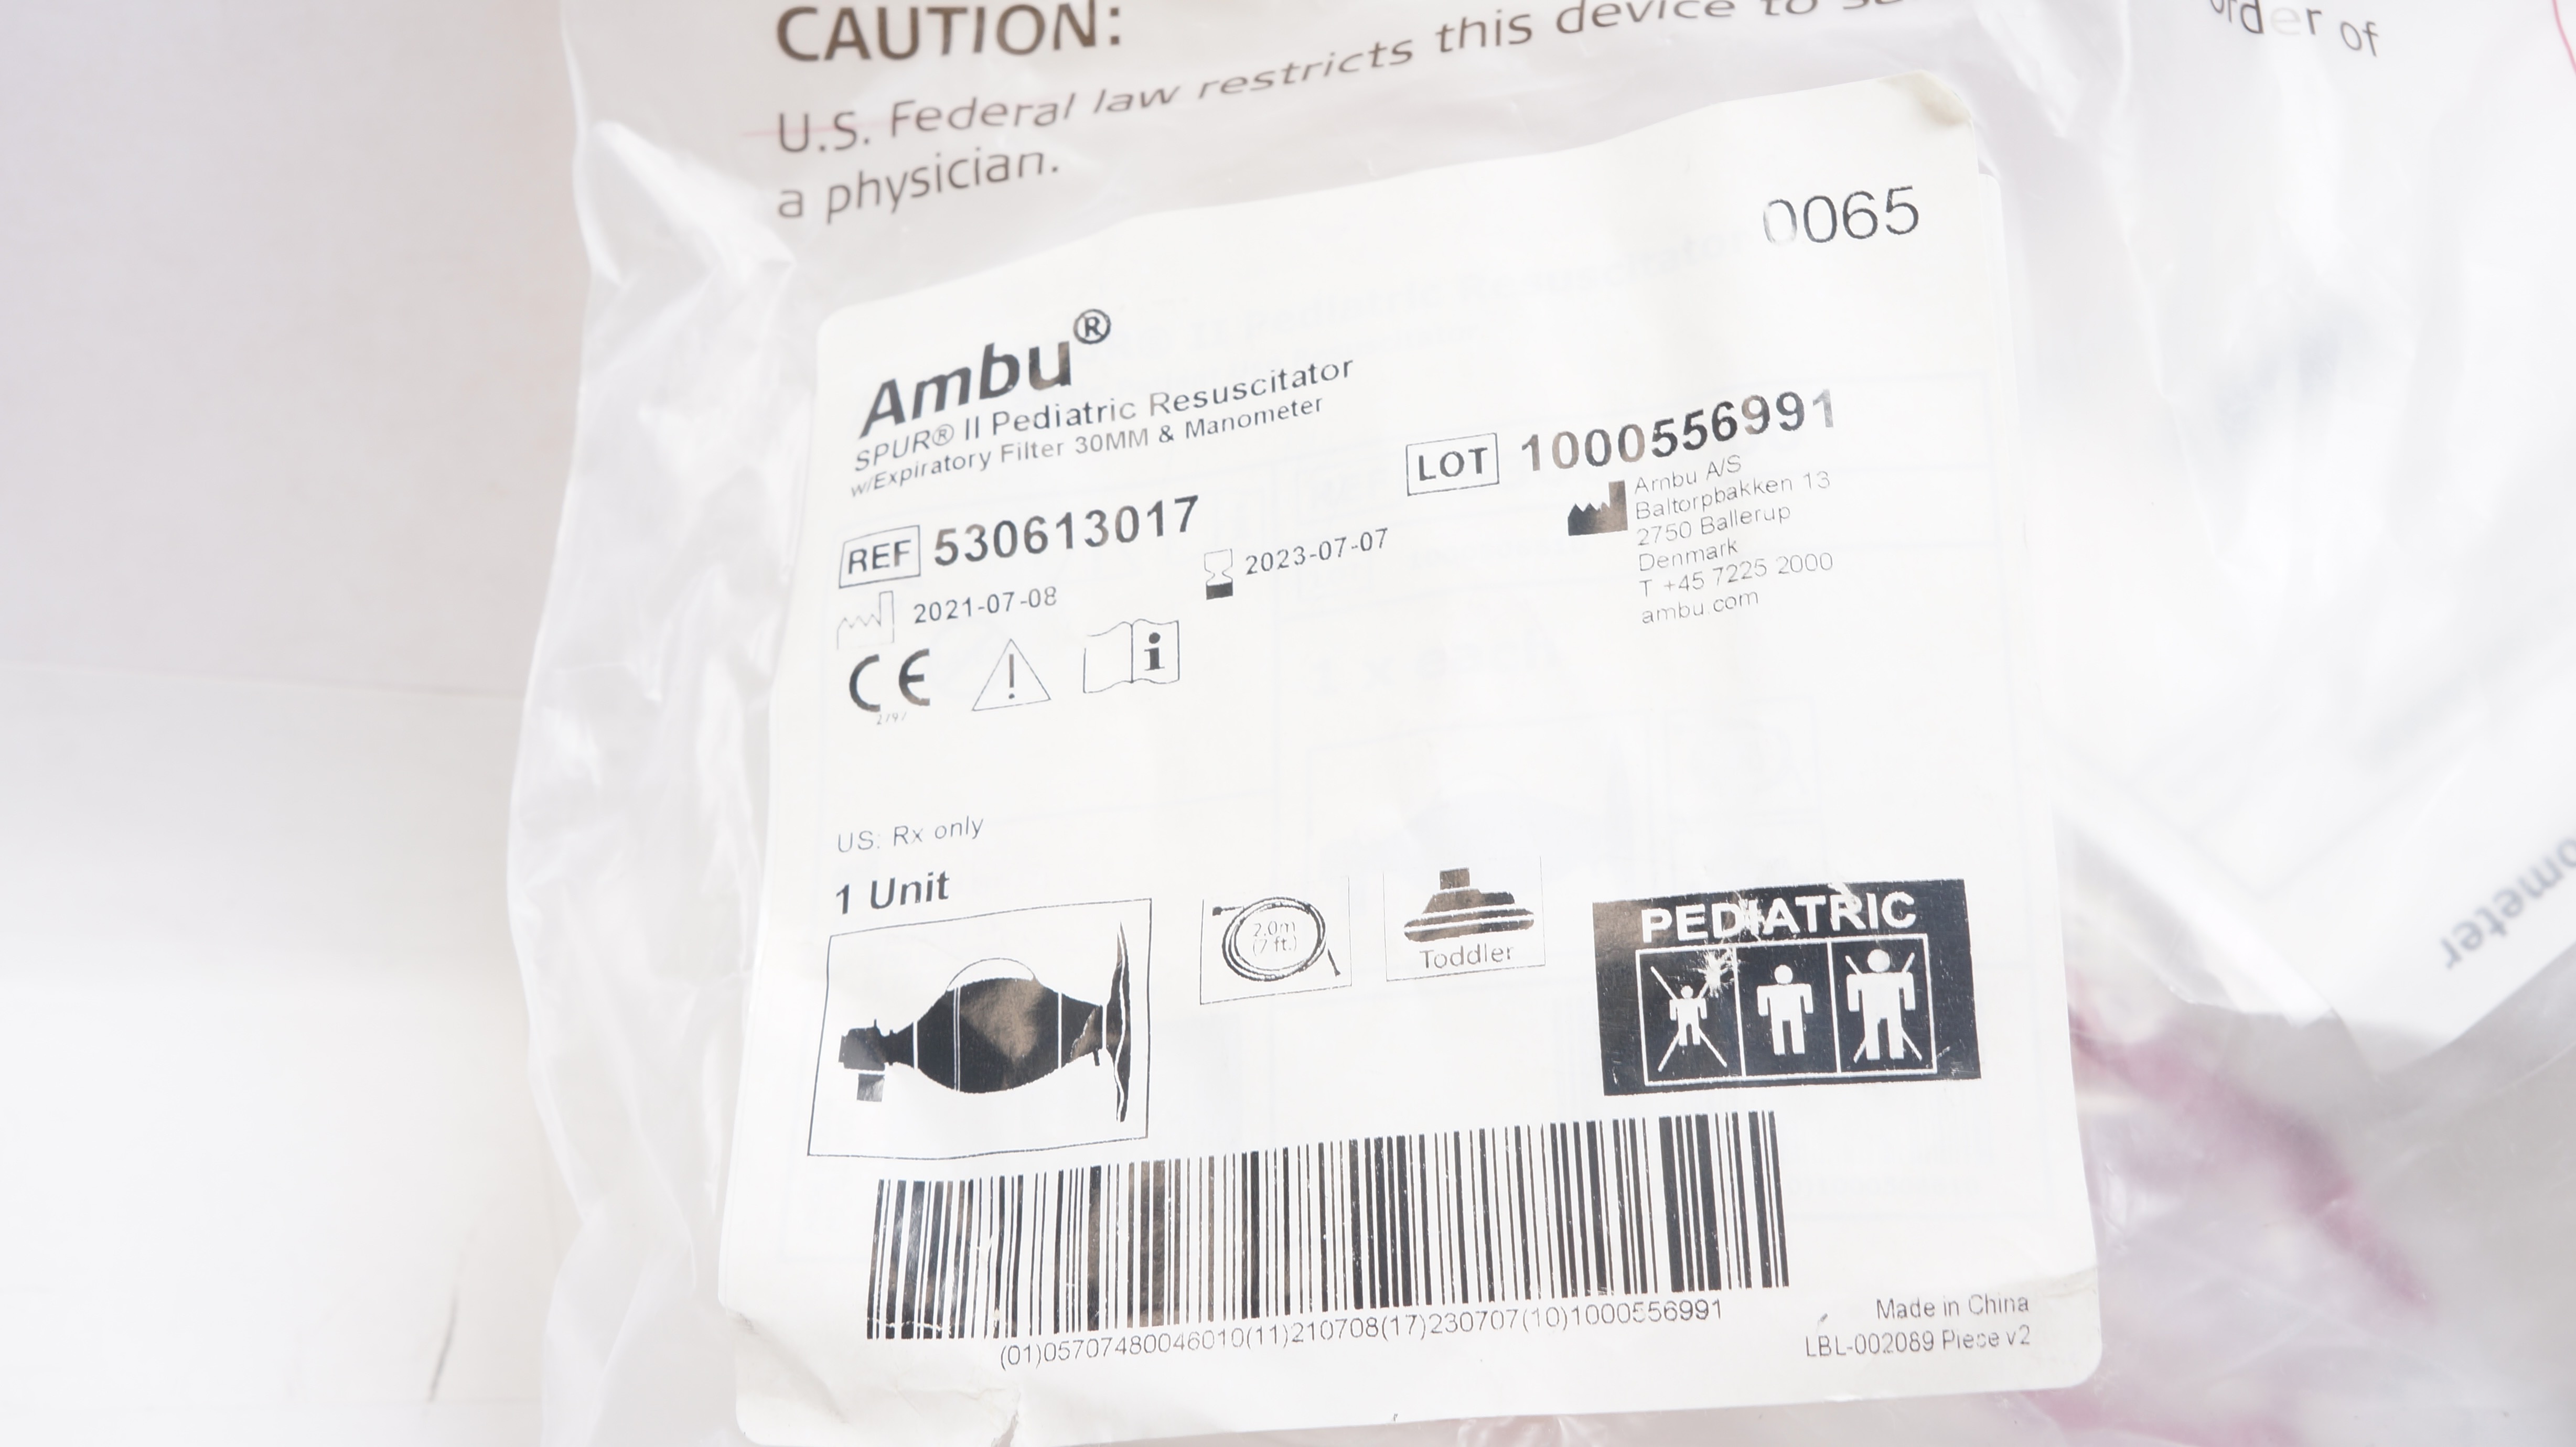 CAUTION:
U.S. Federal law restricts this device to
order of
a physician.
0065
Ambu®
SPUR® II Pediatric Resuscitator
w/Expiratory Filter 30MM & Manometer
LOT 1000556991
REF 530613017
2021-07-08
2023-07-07
Ambu A/S
Baltorpbakken 13
2750 Ballerup
Denmark
T +45 7225 2000
ambu.com
CE
2797
i
US: Rx only
1 Unit
2.0m
(7 ft.)
Toddler
PEDIATRIC
(01)05707480046010(11)210708(17)230707(10)1000556991
Made in China
LBL-002089 Piece v2